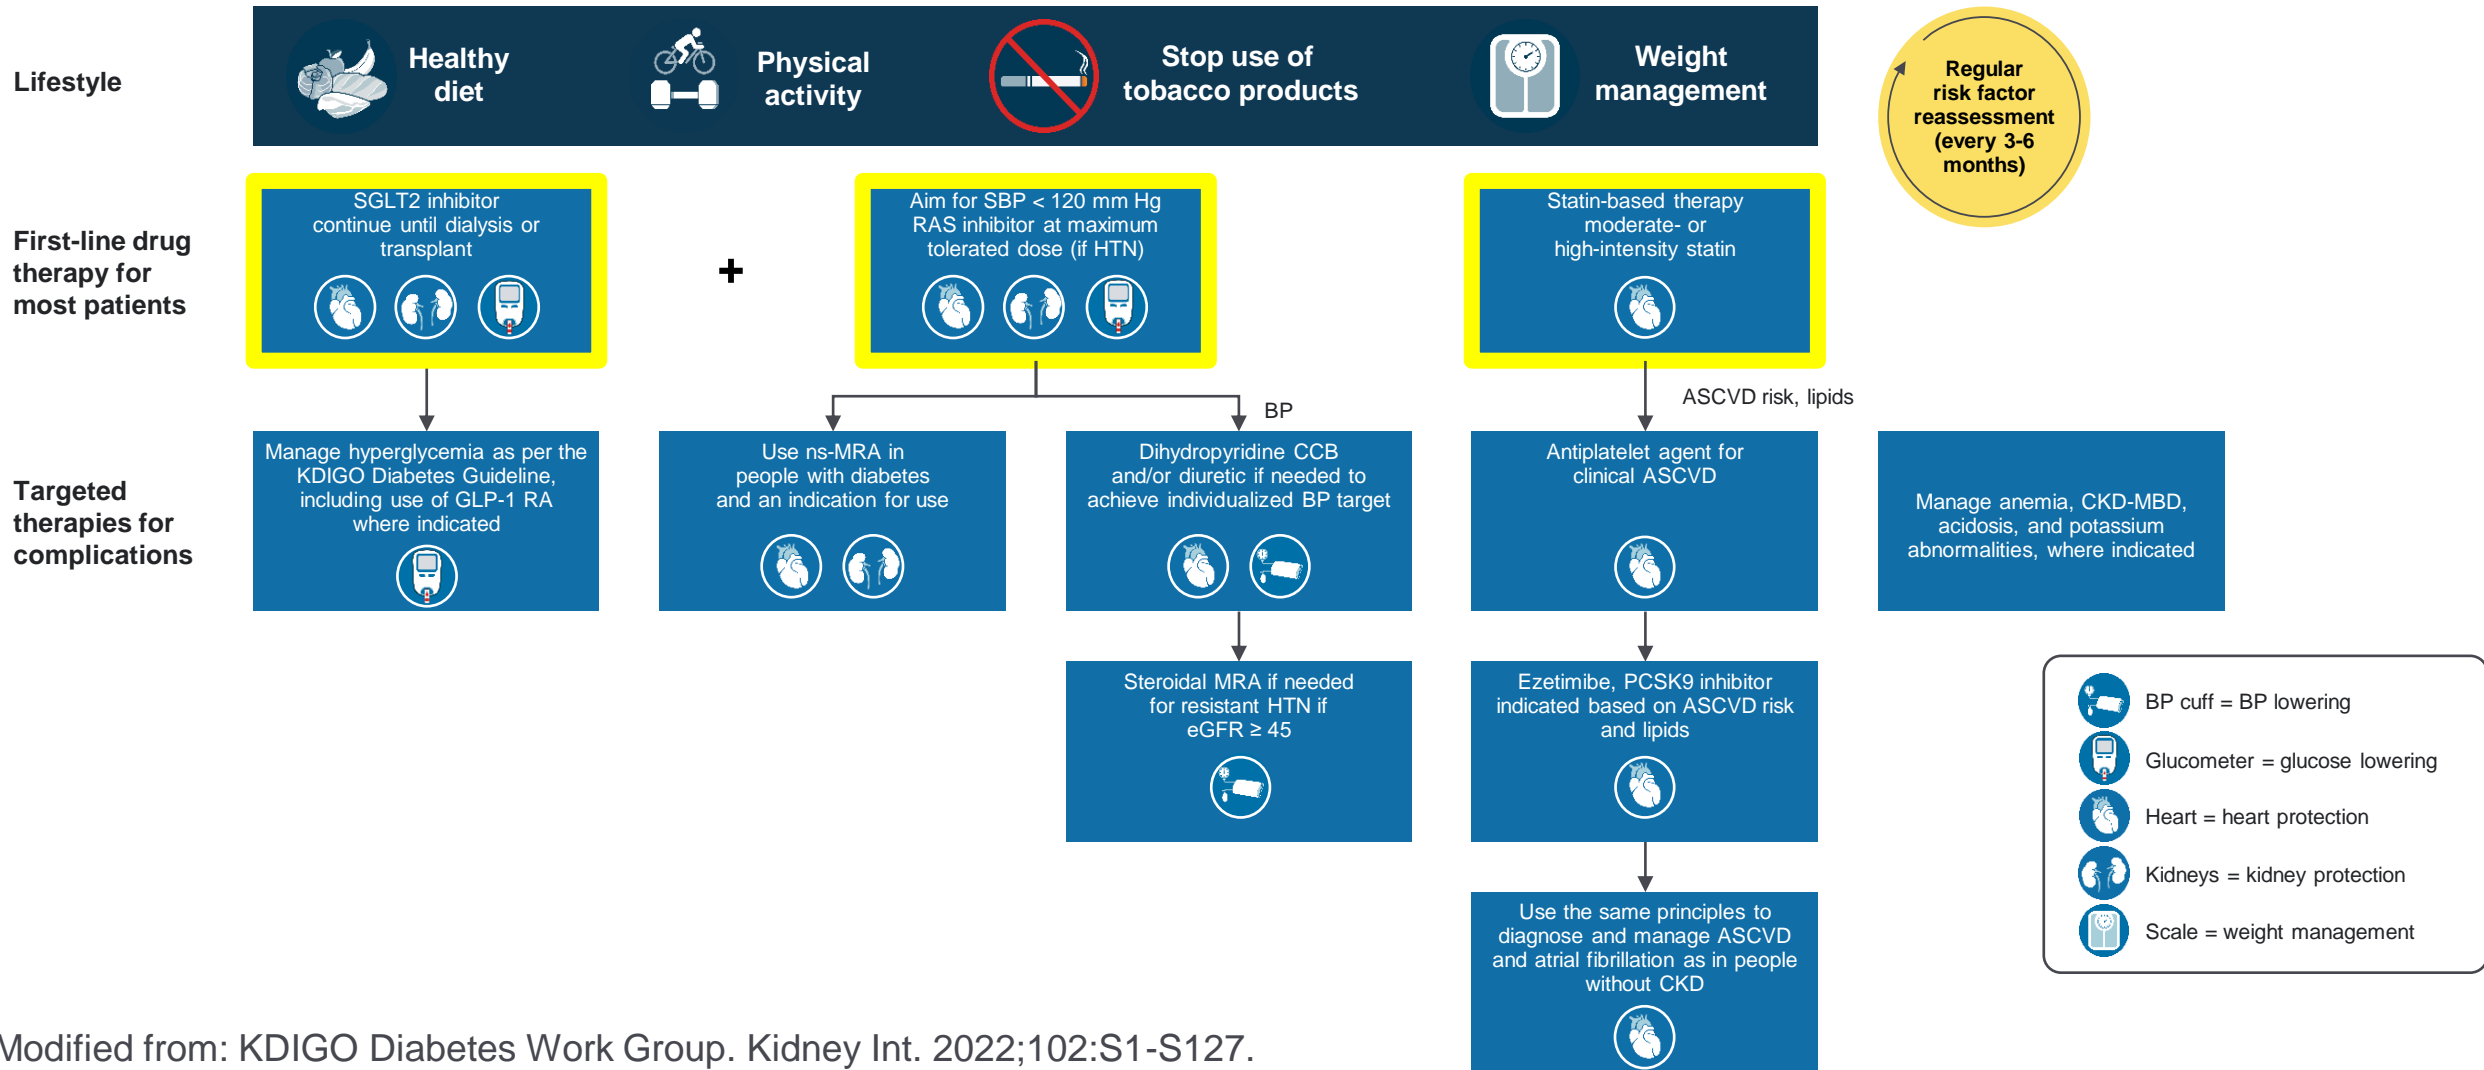 Lifestyle
Healthy
diet
Physical
activity
Stop use of
tobacco products
Weight
management
Regular
risk factor
reassessment
(every 3-6
months)
First-line drug
therapy for
most patients
SGLT2 inhibitor
continue until dialysis or
transplant
+
Aim for SBP < 120 mm Hg
RAS inhibitor at maximum
tolerated dose (if HTN)
Statin-based therapy
moderate- or
high-intensity statin
BP
ASCVD risk, lipids
Targeted
therapies for
complications
Manage hyperglycemia as per the
KDIGO Diabetes Guideline,
including use of GLP-1 RA
where indicated
Use ns-MRA in
people with diabetes
and an indication for use
Dihydropyridine CCB
and/or diuretic if needed to
achieve individualized BP target
Antiplatelet agent for
clinical ASCVD
Manage anemia, CKD-MBD,
acidosis, and potassium
abnormalities, where indicated
Steroidal MRA if needed
for resistant HTN if
eGFR ≥ 45
Ezetimibe, PCSK9 inhibitor
indicated based on ASCVD risk
and lipids
Use the same principles to
diagnose and manage ASCVD
and atrial fibrillation as in people
without CKD
BP cuff = BP lowering
Glucometer = glucose lowering
Heart = heart protection
Kidneys = kidney protection
Scale = weight management
Modified from: KDIGO Diabetes Work Group. Kidney Int. 2022;102:S1-S127.